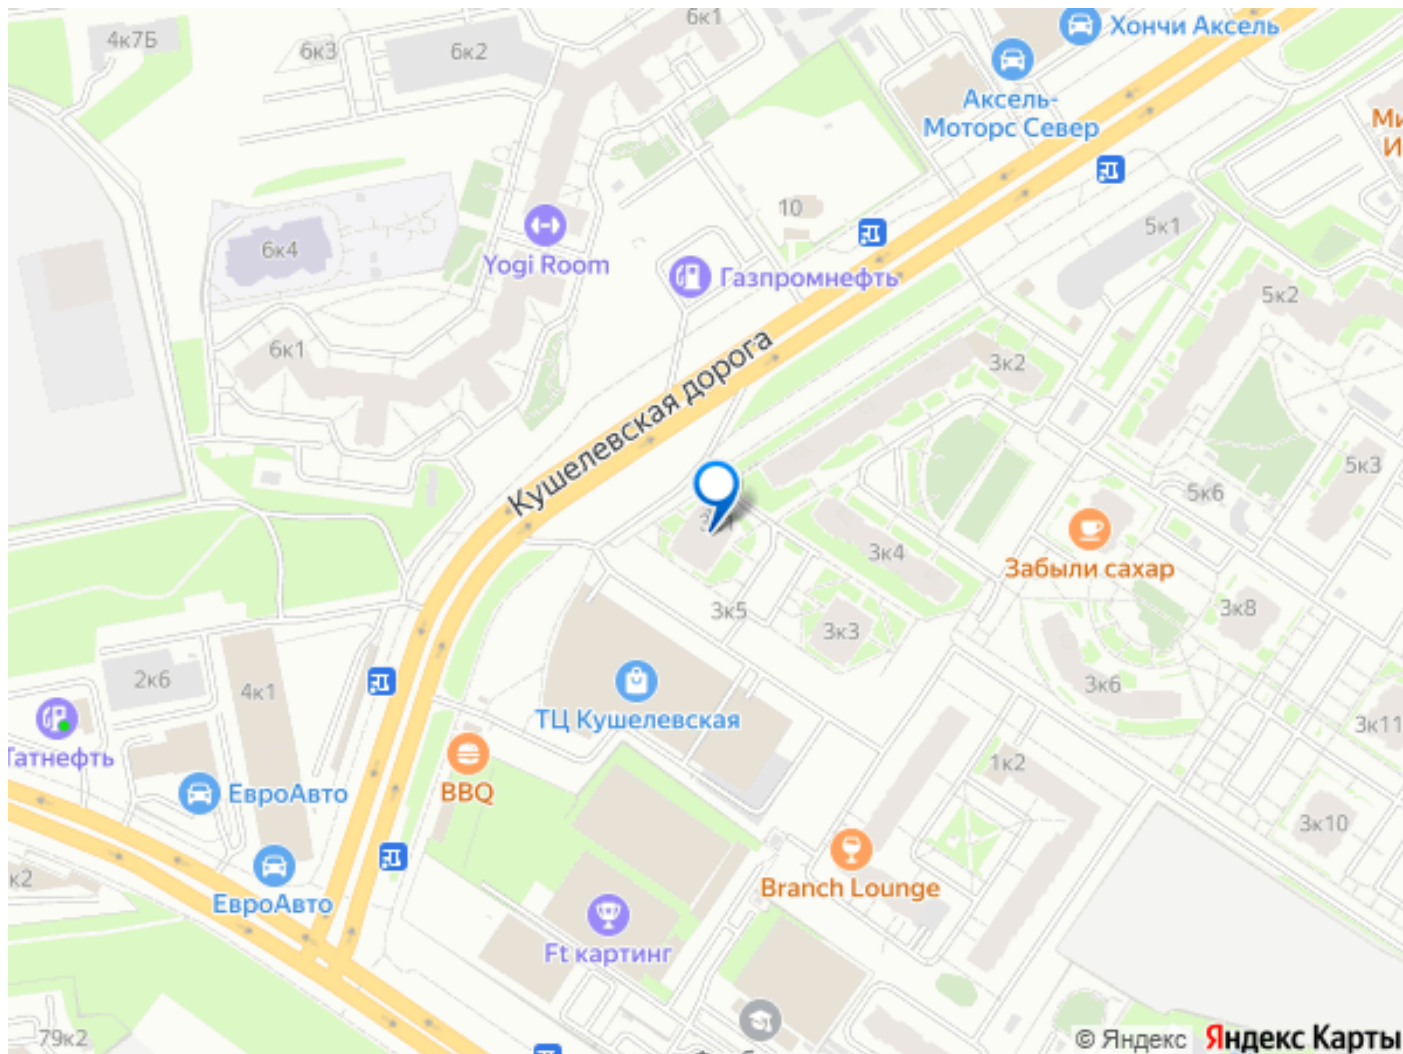 6к1
4к7Б
6к3
6к2
Хончи Аксель
Аксель-
Моторс Север
Ми
И
10
5к1
6к4
Yogi Room
Газпромнефть
5к2
6к1
3к2
Кушелевская дорога
5к3
5к6
3к4
Забыли сахар
3к5
3к8
3к3
2к6
4к1
3к6
ТЦ Кушелевская
3к11
Татнефть
1к2
ЕвроАвто
BBQ
3к10
к2
ЕвроАвто
Branch Lounge
Ft картинг
79к2
© Яндекс Яндекс Карты